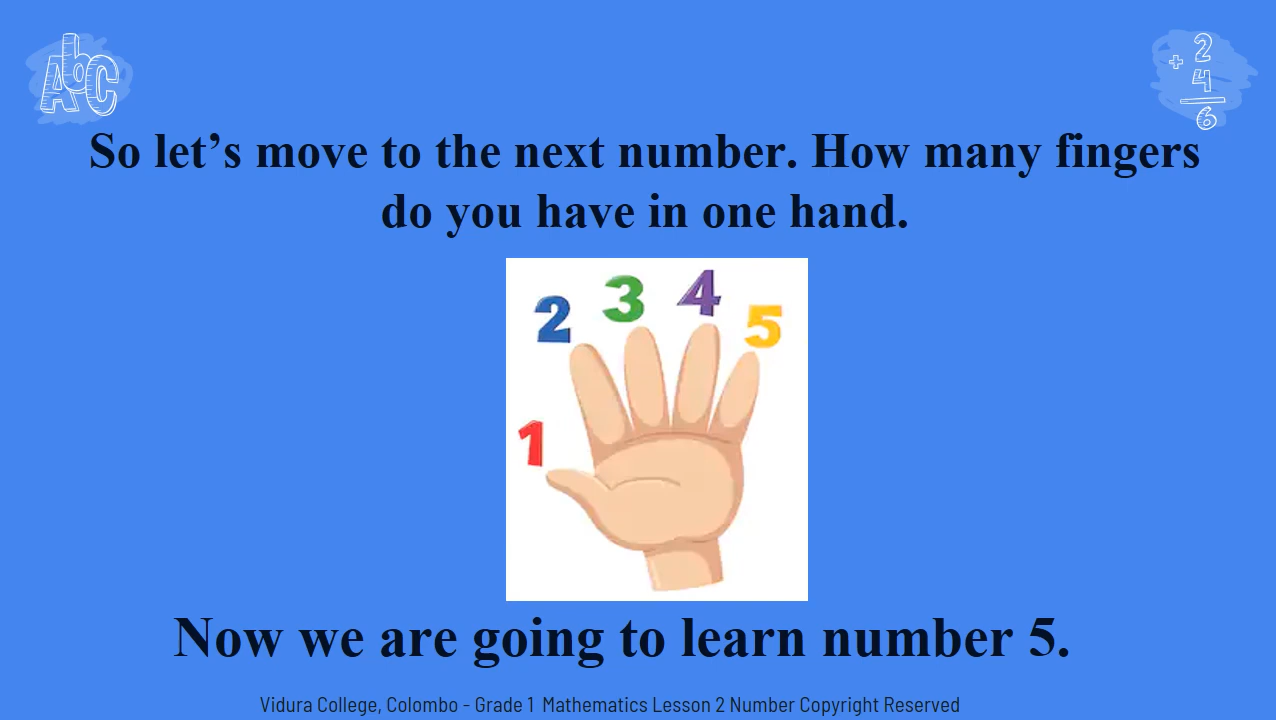 AbC
2
+
4
6
So let’s move to the next number. How many fingers
do you have in one hand.
2 3 4 5
1
Now we are going to learn number 5.
Vidura College, Colombo - Grade 1 Mathematics Lesson 2 Number Copyright Reserved